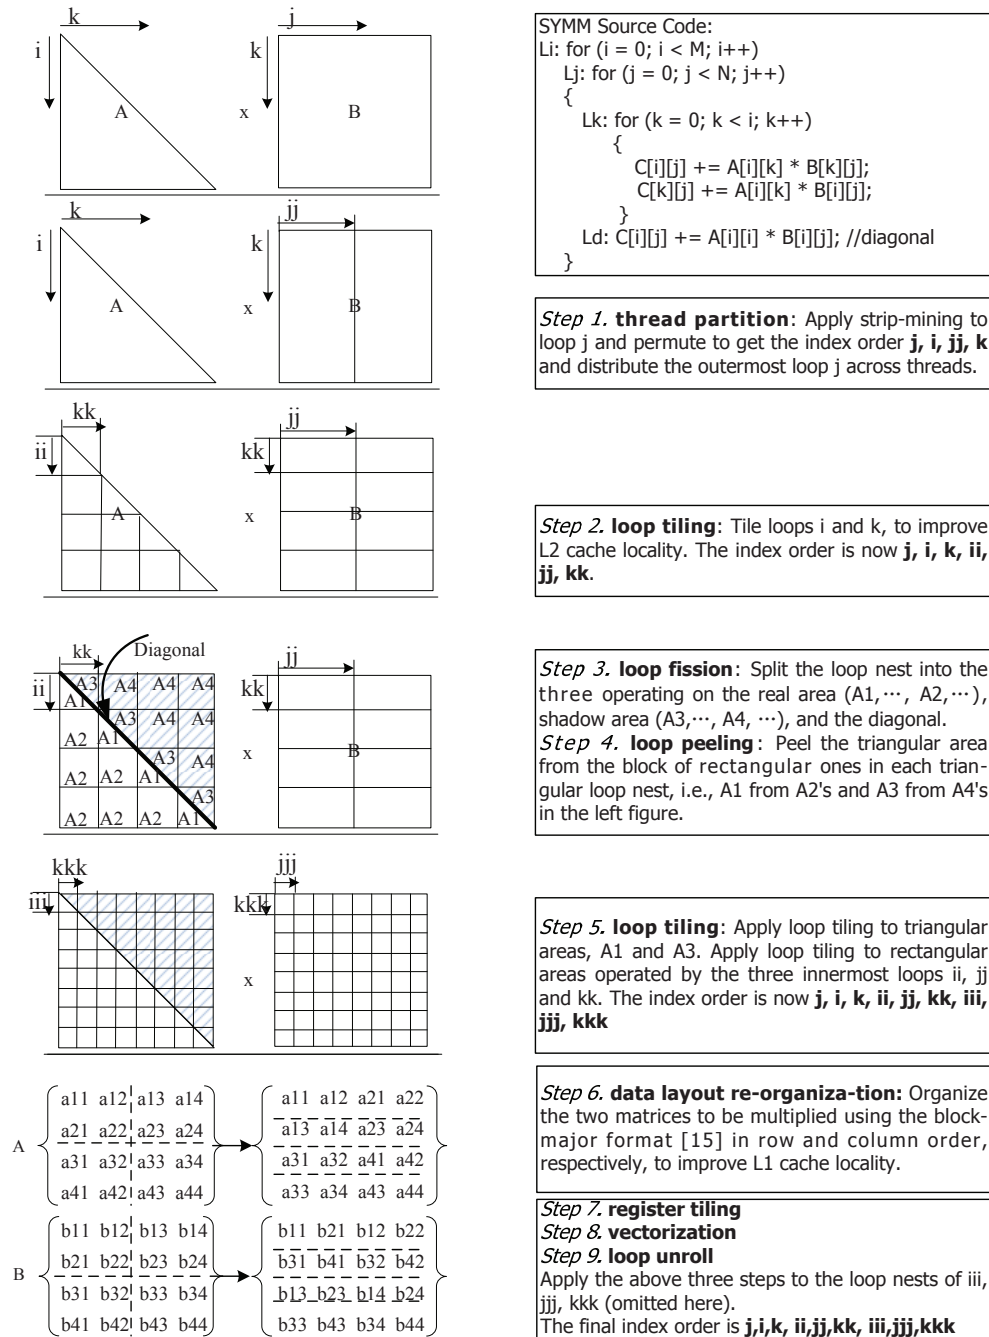 k
i
A
x
j
k
B
SYMM Source Code:
Li: for (i = 0; i < M; i++)
Lj: for (j = 0; j < N; j++)
{
Lk: for (k = 0; k < i; k++)
{
C[i][j] += A[i][k] * B[k][j];
C[k][j] += A[i][k] * B[i][j];
}
Ld: C[i][j] += A[i][i] * B[i][j]; //diagonal
}
k
i
A
x
jj
k
B
Step 1. thread partition: Apply strip-mining to
loop j and permute to get the index order j, i, jj, k
and distribute the outermost loop j across threads.
kk
ii
A
x
jj
kk
B
Step 2. loop tiling: Tile loops i and k, to improve
L2 cache locality. The index order is now j, i, k, ii,
jj, kk.
kk
Diagonal
ii
A3 A4 A4 A4
A1
A3 A4 A4
A2 A1
A3 A4
A2 A2 A1
A3
A2 A2 A2 A1
x
jj
kk
B
Step 3. loop fission: Split the loop nest into the
three operating on the real area (A1,⋯, A2,⋯),
shadow area (A3,⋯, A4, ⋯), and the diagonal.
Step 4. loop peeling: Peel the triangular area
from the block of rectangular ones in each trian-
gular loop nest, i.e., A1 from A2's and A3 from A4's
in the left figure.
kkk
iii
x
jjj
kkk
Step 5. loop tiling: Apply loop tiling to triangular
areas, A1 and A3. Apply loop tiling to rectangular
areas operated by the three innermost loops ii, jj
and kk. The index order is now j, i, k, ii, jj, kk, iii,
jjj, kkk
A
a11 a12 a13 a14
a21 a22 a23 a24
a31 a32 a33 a34
a41 a42 a43 a44
a11 a12 a21 a22
a13 a14 a23 a24
a31 a32 a41 a42
a33 a34 a43 a44
Step 6. data layout re-organiza-tion: Organize
the two matrices to be multiplied using the block-
major format [15] in row and column order,
respectively, to improve L1 cache locality.
B
b11 b12 b13 b14
b21 b22 b23 b24
b31 b32 b33 b34
b41 b42 b43 b44
b11 b21 b12 b22
b31 b41 b32 b42
b13 b23 b14 b24
b33 b43 b34 b44
Step 7. register tiling
Step 8. vectorization
Step 9. loop unroll
Apply the above three steps to the loop nests of iii,
jjj, kkk (omitted here).
The final index order is j,i,k, ii,jj,kk, iii,jjj,kkk